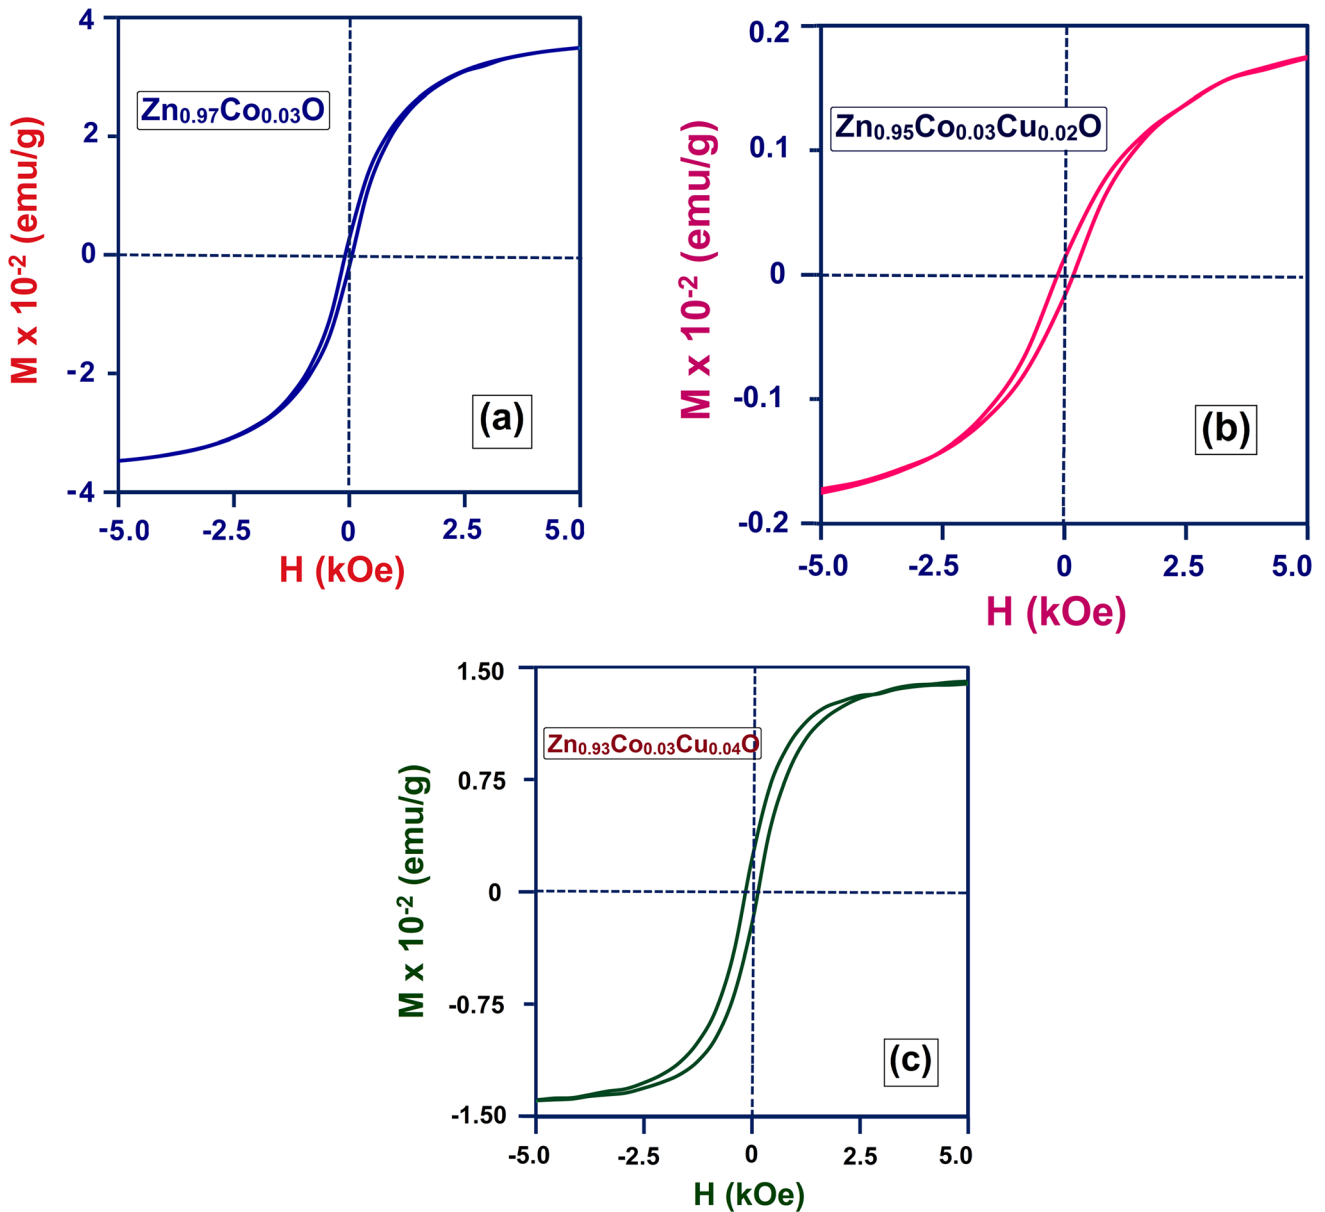 4
2
0
-2
-4
M x 10⁻² (emu/g)
Zn₀.₉₇Co₀.₀₃O
(a)
-5.0 -2.5 0 2.5 5.0
H (kOe)
0.2
0.1
0
-0.1
-0.2
M x 10⁻² (emu/g)
Zn₀.₉₅Co₀.₀₃Cu₀.₀₂O
(b)
-5.0 -2.5 0 2.5 5.0
H (kOe)
1.50
0.75
0
-0.75
-1.50
M x 10⁻² (emu/g)
Zn₀.₉₃Co₀.₀₃Cu₀.₀₄O
(c)
-5.0 -2.5 0 2.5 5.0
H (kOe)